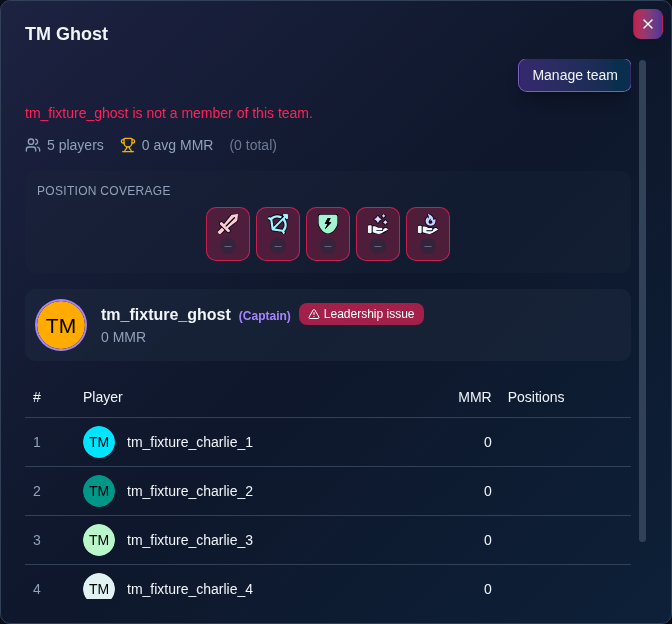 TM Ghost
Manage team
tm_fixture_ghost is not a member of this team.
5 players 0 avg MMR (0 total)
POSITION COVERAGE
– – – – –
TM tm_fixture_ghost (Captain) Leadership issue
0 MMR
# Player MMR Positions
1 TM tm_fixture_charlie_1 0
2 TM tm_fixture_charlie_2 0
3 TM tm_fixture_charlie_3 0
4 TM tm_fixture_charlie_4 0